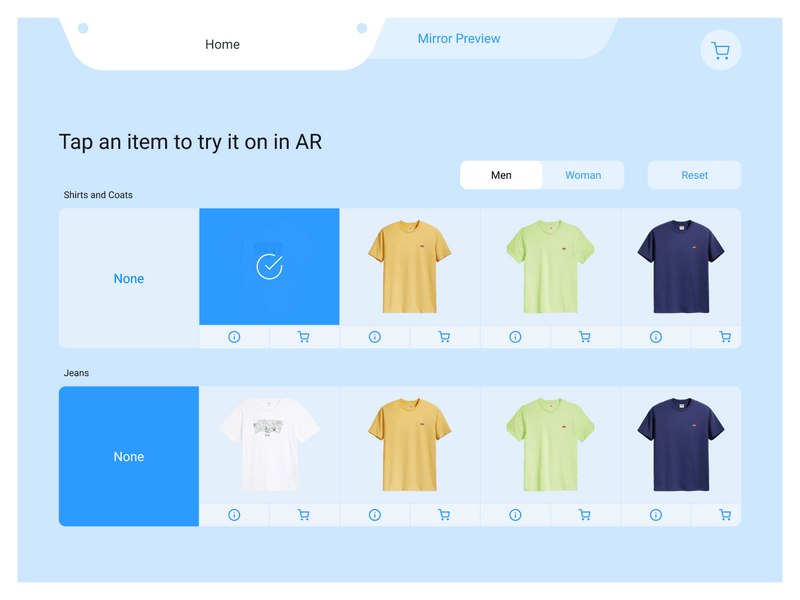 Home
Mirror Preview
Tap an item to try it on in AR
Men
Woman
Reset
Shirts and Coats
None
Jeans
None